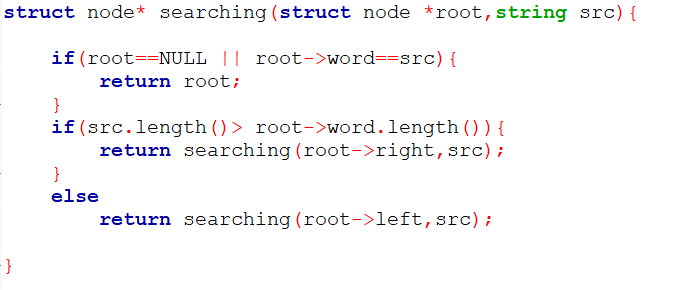 struct node* searching(struct node *root,string src){
if(root==NULL || root->word==src){
return root;
}
if(src.length()> root->word.length()){
return searching(root->right,src);
}
else
return searching(root->left,src);
}